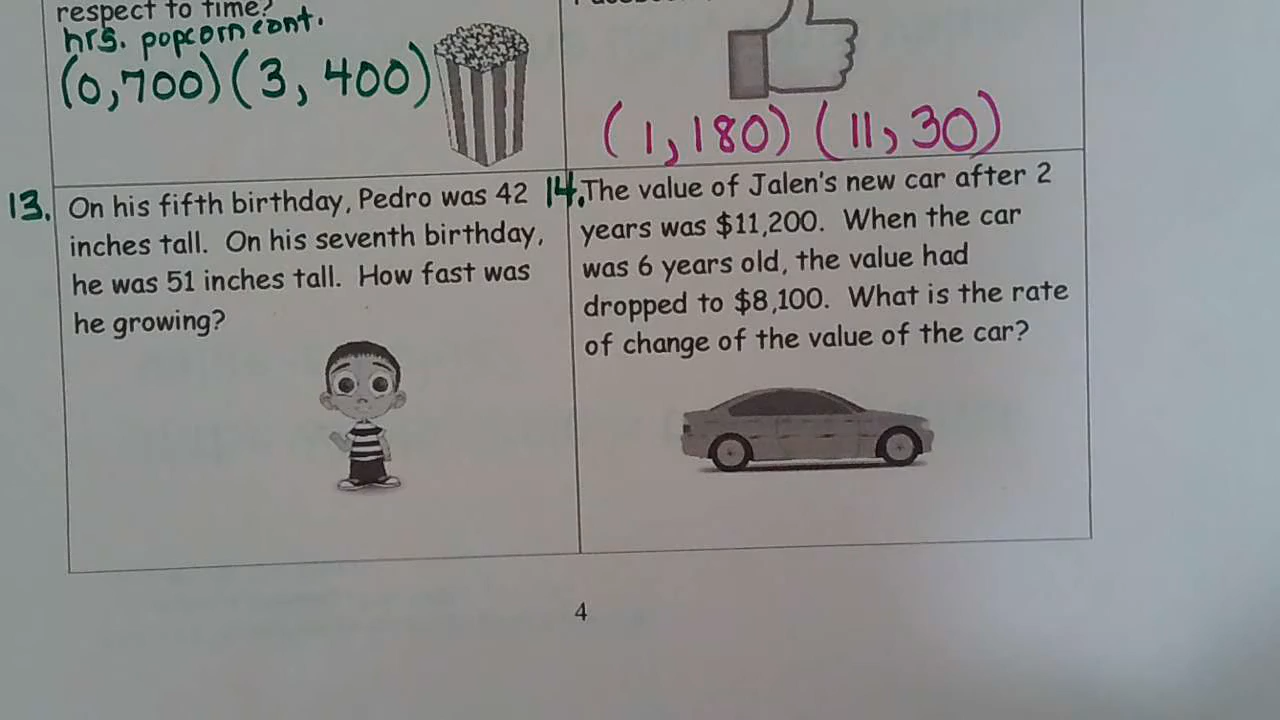 respect to time?
hrs. popcorn cont.
(0,700) (3, 400)
(1,180) (11,30)
13. On his fifth birthday, Pedro was 42
inches tall. On his seventh birthday,
he was 51 inches tall. How fast was
he growing?
14. The value of Jalen's new car after 2
years was $11,200. When the car
was 6 years old, the value had
dropped to $8,100. What is the rate
of change of the value of the car?
4